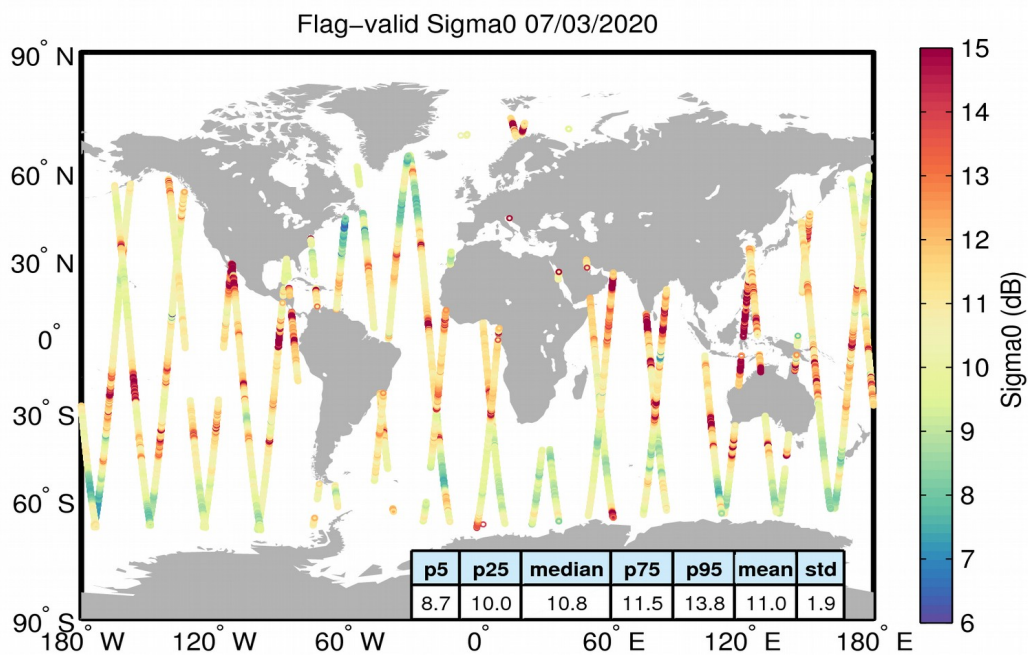 Flag-valid Sigma0 07/03/2020
90° N
60° N
30° N
0°
30° S
60° S
90° S
180° W
120° W
60° W
0°
60° E
120° E
180° E
p5 p25 median p75 p95 mean std
8.7 10.0 10.8 11.5 13.8 11.0 1.9
15
14
13
12
11
10
9
8
7
6
Sigma0 (dB)